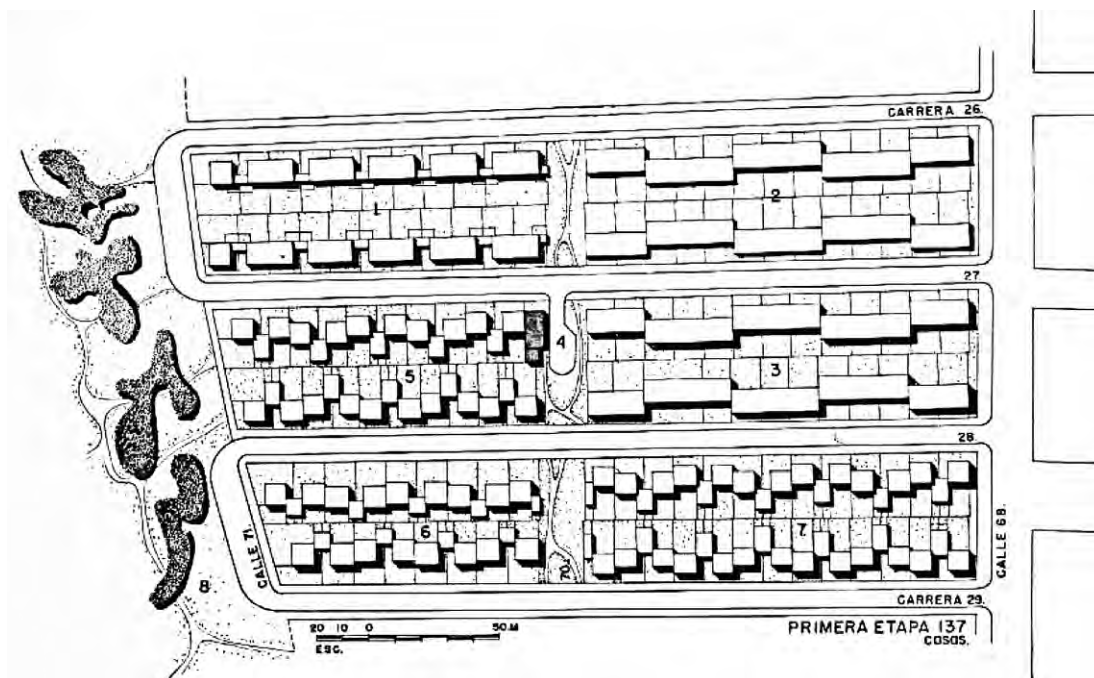 CARRERA 26.
1
2
27
4
5
3
28.
6
7
CALLE 71.
70.
CALLE 68.
8
CARRERA 29.
20 10 0 50 M
ESC.
PRIMERA ETAPA 137
casas.